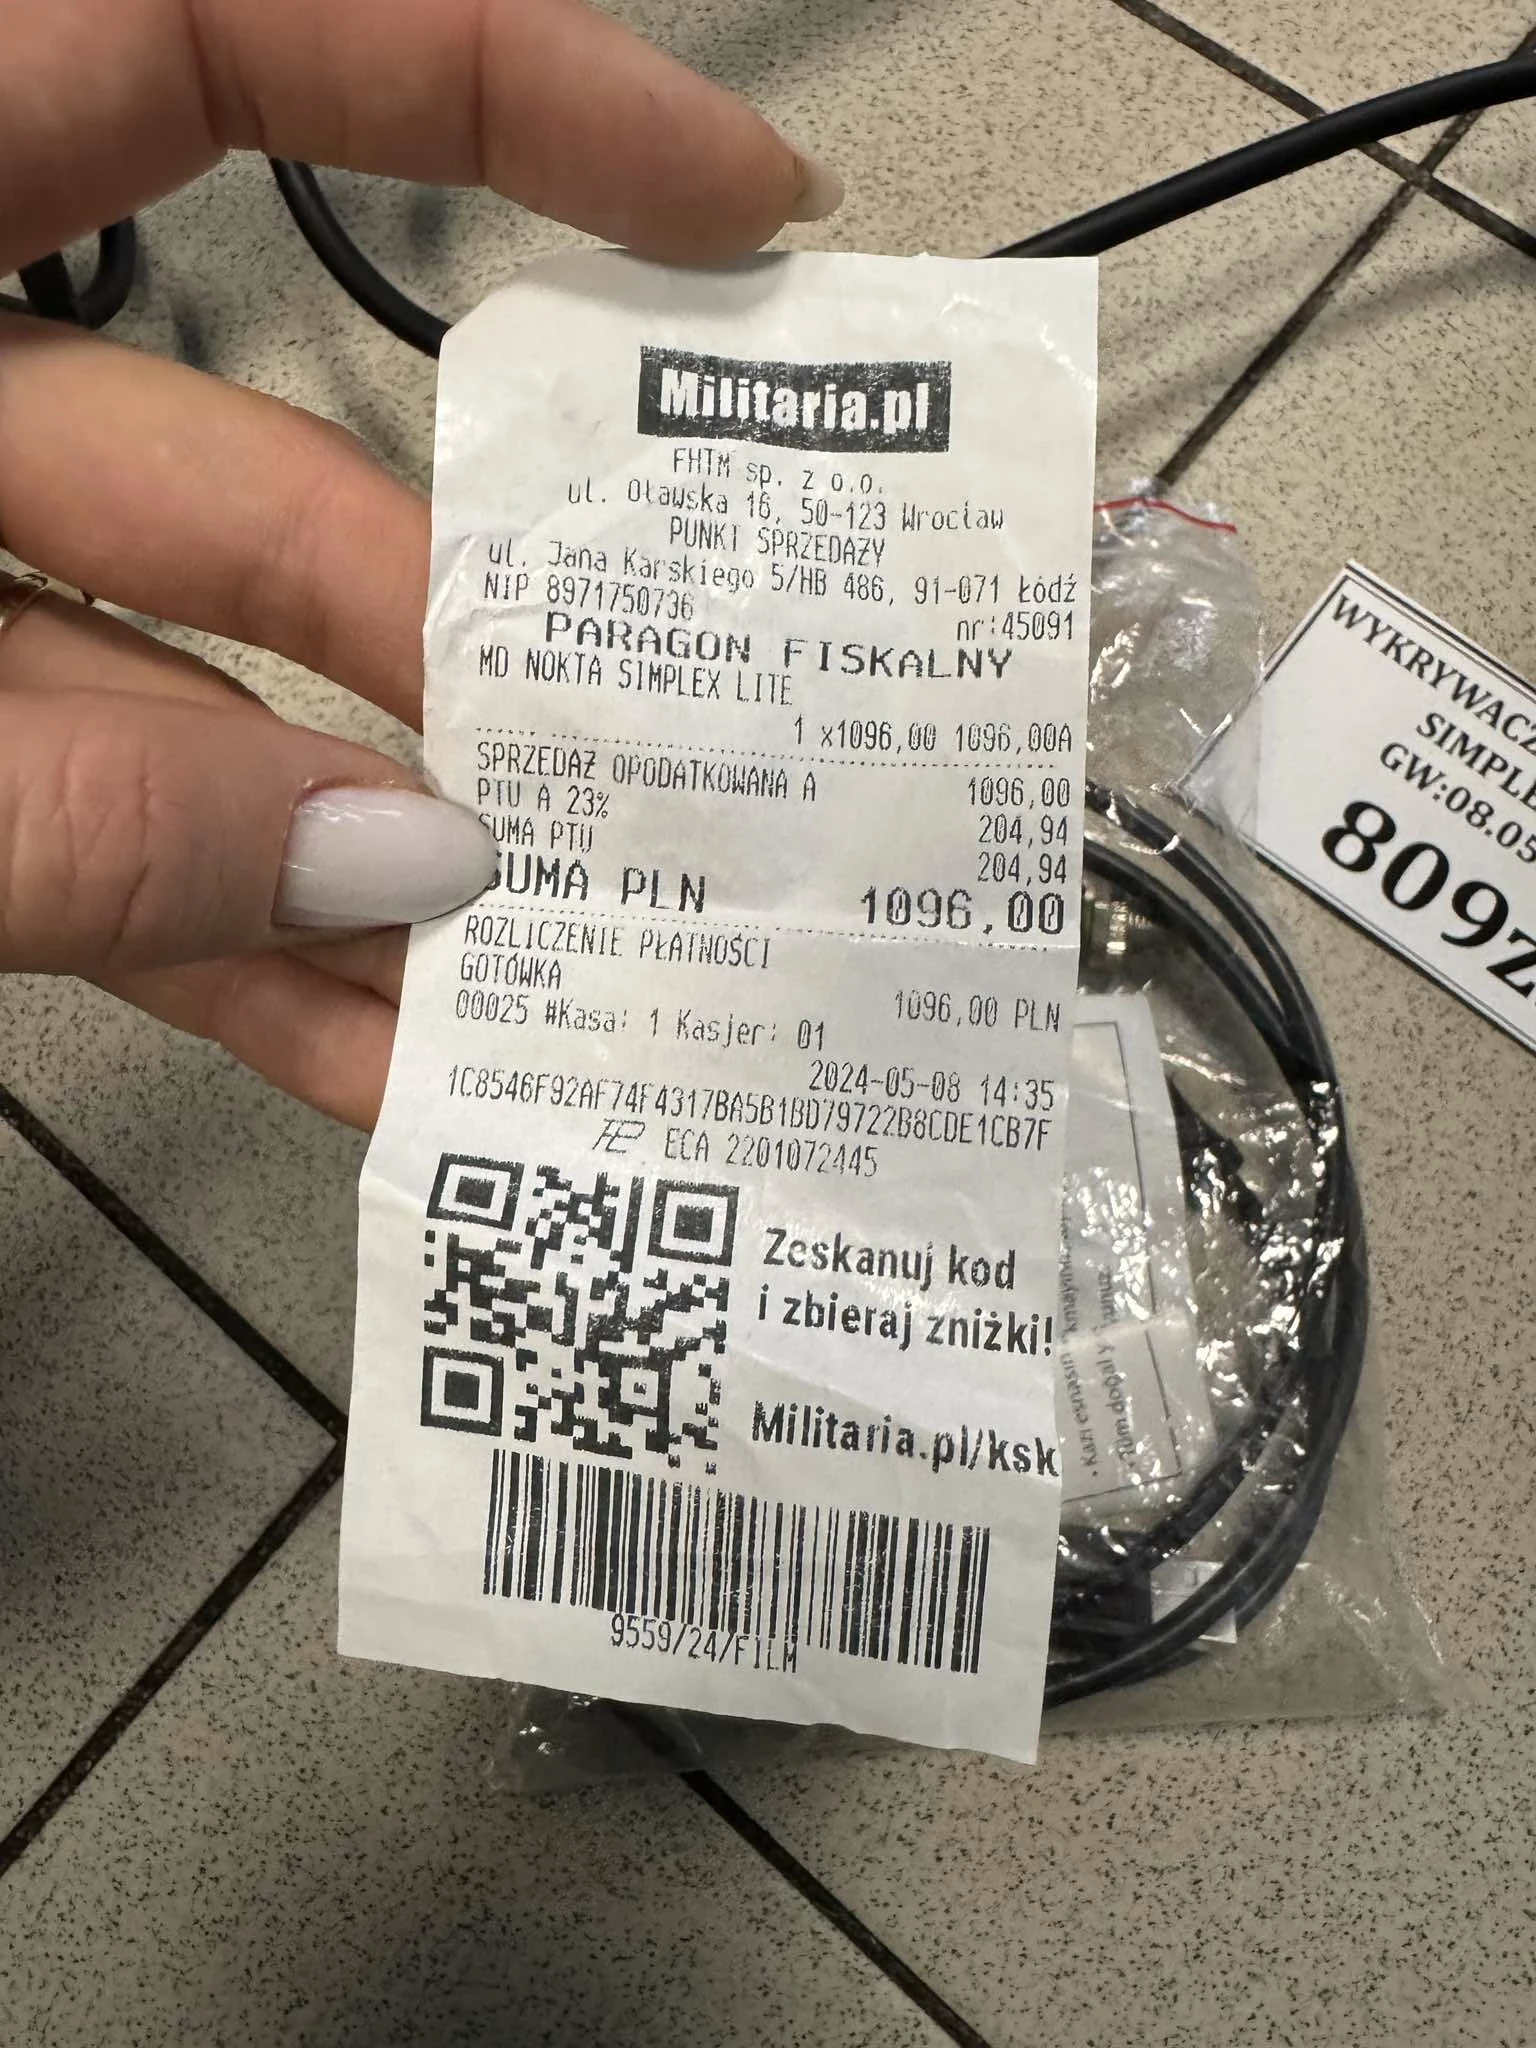 Militaria.pl
FHTM sp. z o.o.
ul. Oławska 16, 50-123 Wrocław
PUNKT SPRZEDAŻY
ul. Jana Karskiego 5/HB 486, 91-071 Łódź
NIP 8971750736 nr:45091
PARAGON FISKALNY
MD NOKTA SIMPLEX LITE
1 x1096,00 1096,00A
SPRZEDAŻ OPODATKOWANA A 1096,00
PTU A 23% 204,94
SUMA PTU 204,94
SUMA PLN 1096,00
ROZLICZENIE PŁATNOŚCI
GOTÓWKA 1096,00 PLN
00025 #Kasa: 1 Kasjer: 01
2024-05-08 14:35
1C8546F92AF74F4317BA5B1BD79722B8CDE1CB7F
ECA 2201072445
Zeskanuj kod
i zbieraj zniżki!
Militaria.pl/ksk
9559/24/FILM
WYKRYWACZ
SIMPLE
GW:08.05
809z